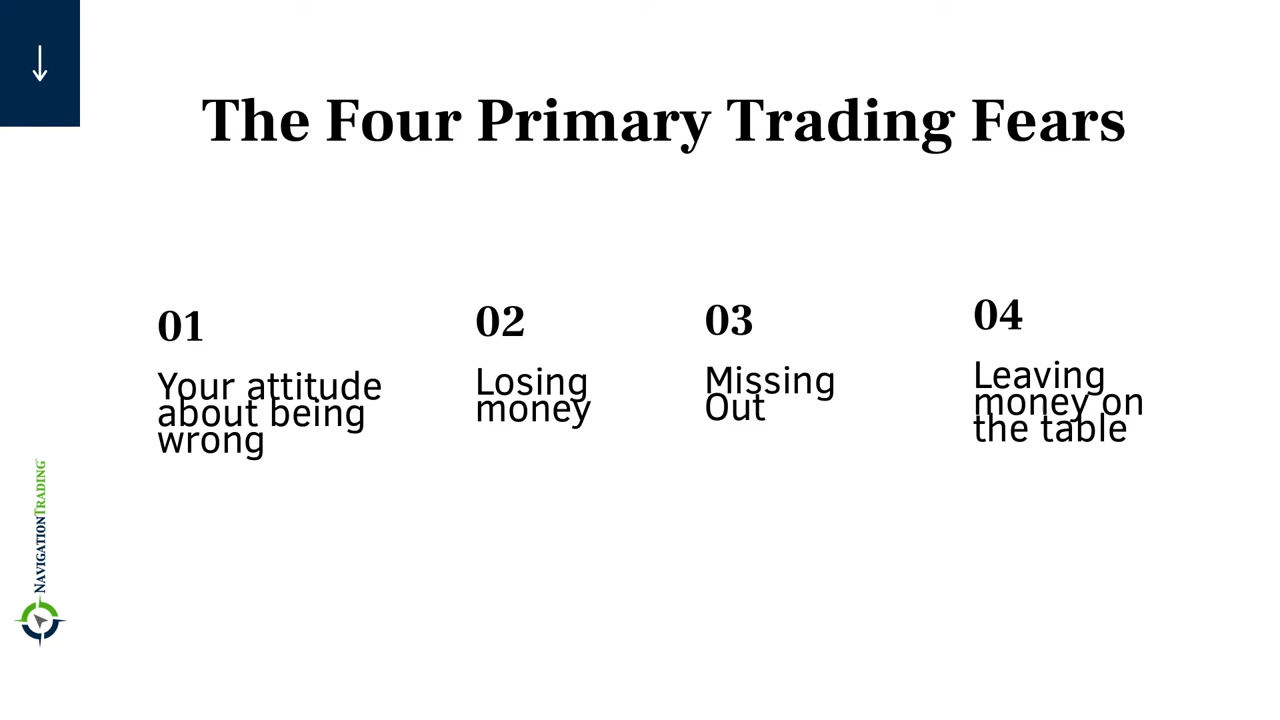 The Four Primary Trading Fears
01
Your attitude
about being
wrong
02
Losing
money
03
Missing
Out
04
Leaving
money on
the table
NAVIGATIONTRADING